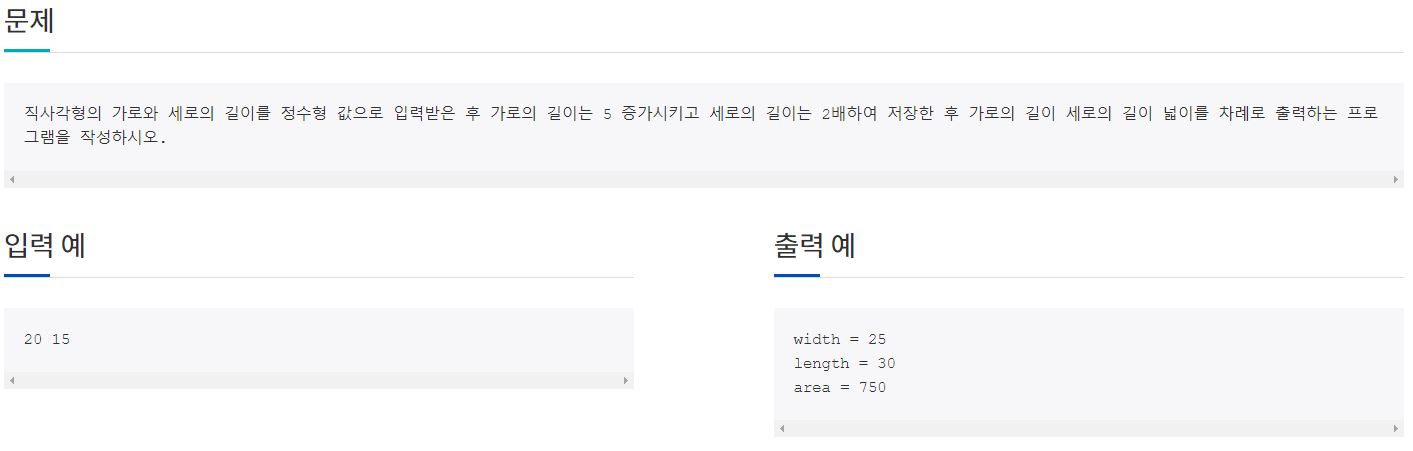 문제
직사각형의 가로와 세로의 길이를 정수형 값으로 입력받은 후 가로의 길이는 5 증가시키고 세로의 길이는 2배하여 저장한 후 가로의 길이 세로의 길이 넓이를 차례로 출력하는 프로
그램을 작성하시오.
입력 예
20 15
출력 예
width = 25
length = 30
area = 750